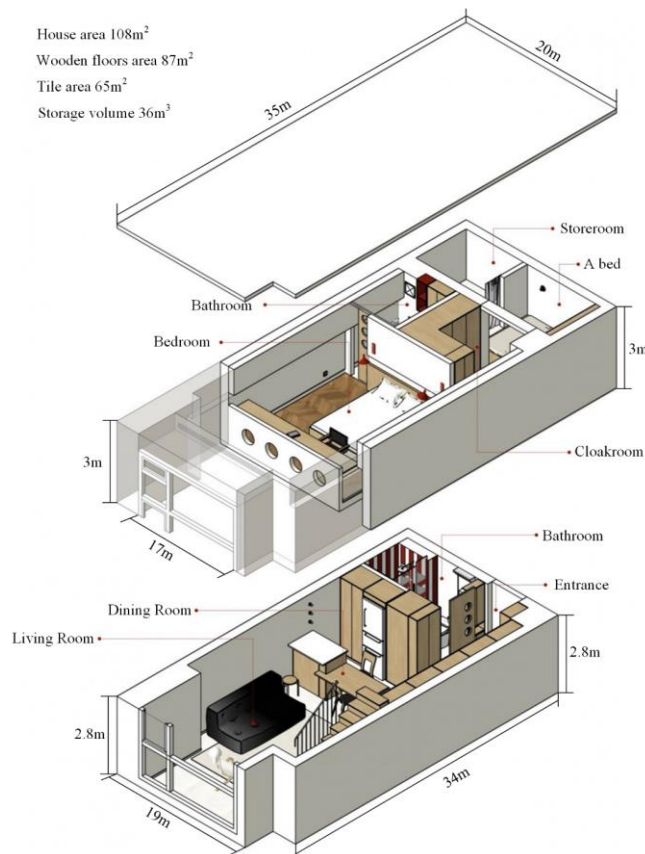 House area 108m²
Wooden floors area 87m²
Tile area 65m²
Storage volume 36m³
20m
35m
Storeroom
A bed
Bathroom
Bedroom
3m
Cloakroom
3m
17m
Bathroom
Entrance
Dining Room
Living Room
2.8m
2.8m
34m
19m